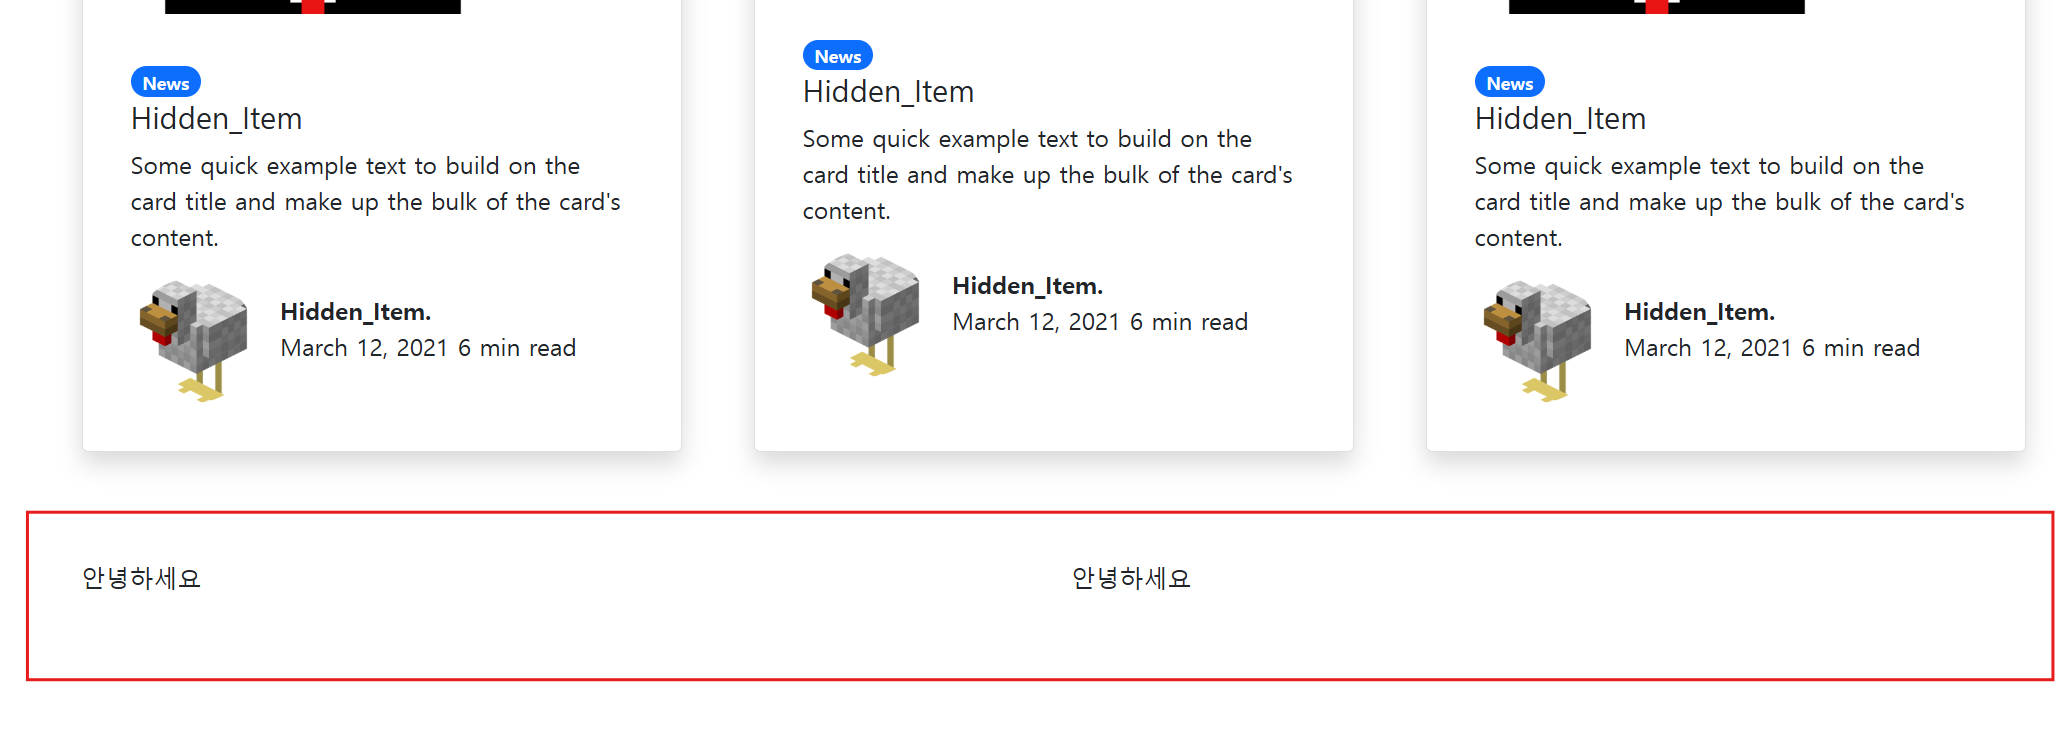 News
Hidden_Item
Some quick example text to build on the
card title and make up the bulk of the card's
content.
Hidden_Item.
March 12, 2021 6 min read
News
Hidden_Item
Some quick example text to build on the
card title and make up the bulk of the card's
content.
Hidden_Item.
March 12, 2021 6 min read
News
Hidden_Item
Some quick example text to build on the
card title and make up the bulk of the card's
content.
Hidden_Item.
March 12, 2021 6 min read
안녕하세요
안녕하세요